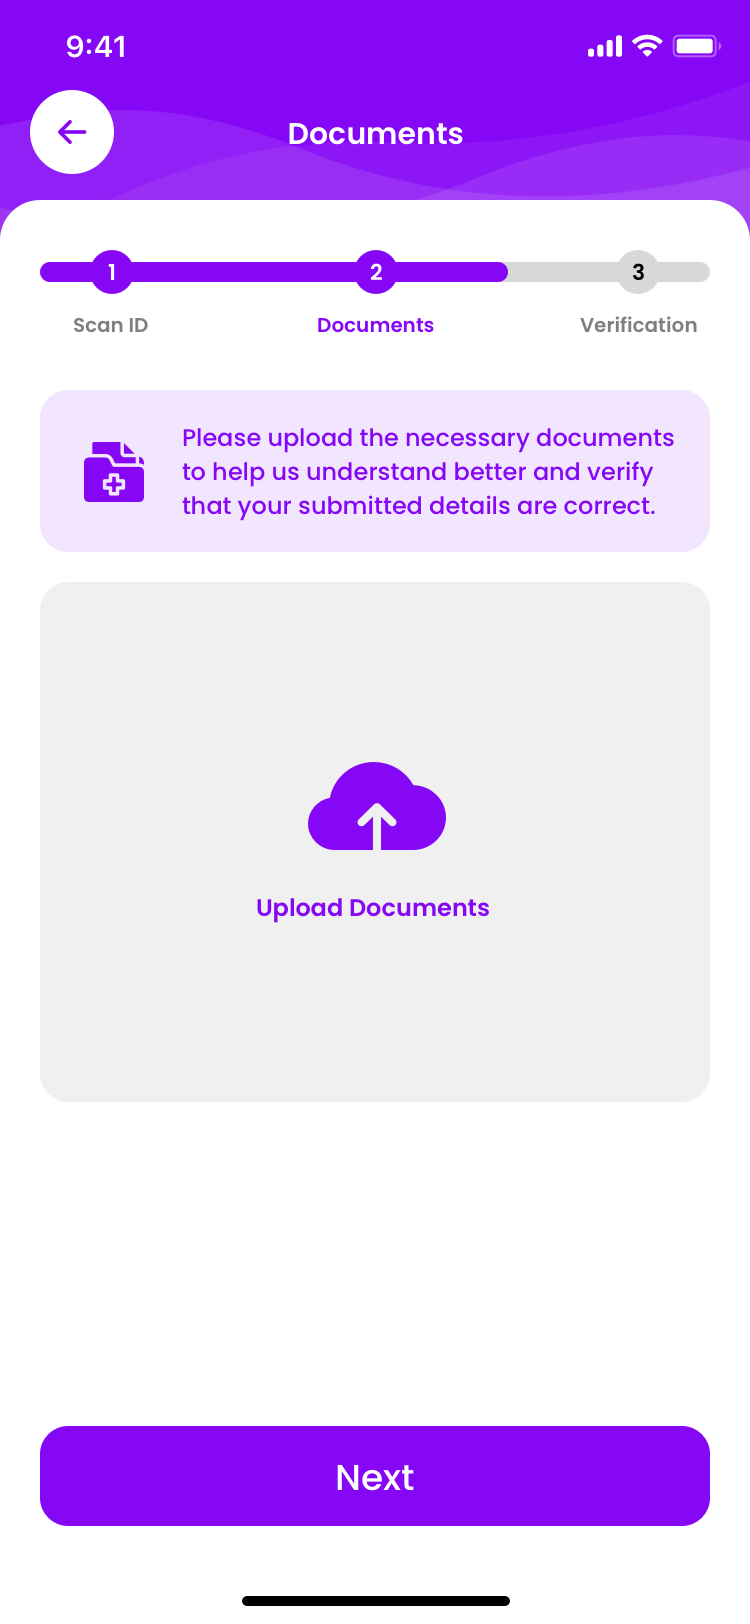 9:41
Documents
1
2
3
Scan ID
Documents
Verification
Please upload the necessary documents
to help us understand better and verify
that your submitted details are correct.
Upload Documents
Next